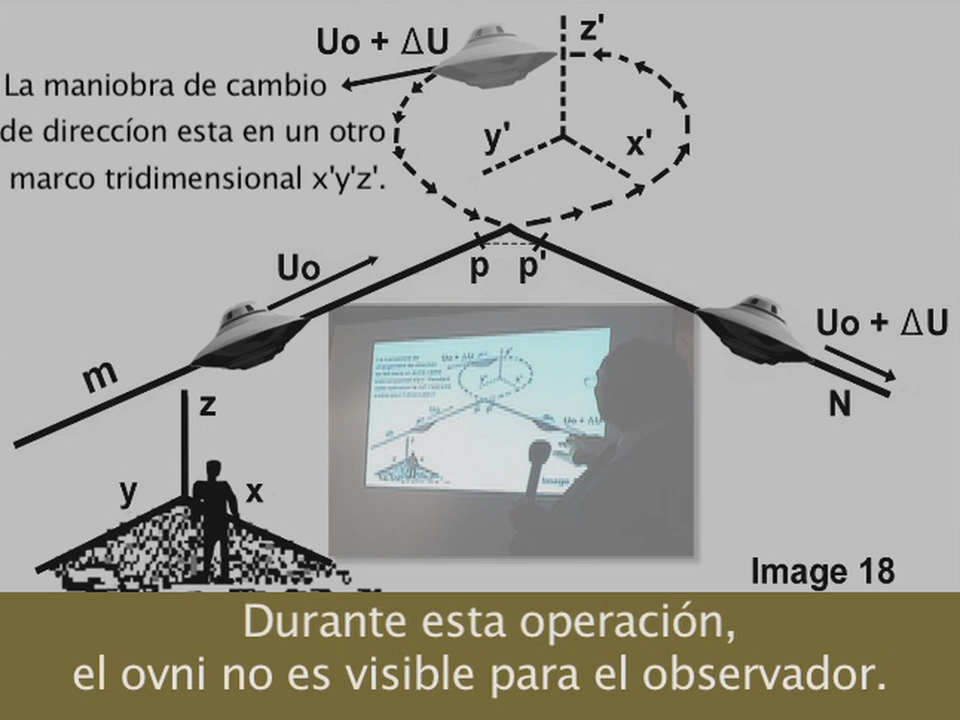 Uo + ΔU
z'
La maniobra de cambio
de direccíon esta en un otro
marco tridimensional x'y'z'.
y'
x'
Uo
p
p'
Uo + ΔU
m
N
z
y
x
Image 18
Durante esta operación,
el ovni no es visible para el observador.